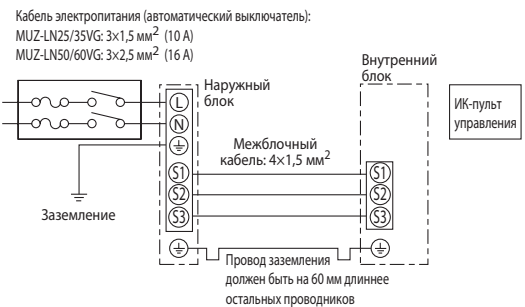 Кабель электропитания (автоматический выключатель):
MUZ-LN25/35VG: 3×1,5 мм² (10 А)
MUZ-LN50/60VG: 3×2,5 мм² (16 А)
Наружный
блок
Внутренний
блок
ИК-пульт
управления
L
N
Межблочный
кабель: 4×1,5 мм²
S1
S1
S2
S2
S3
S3
Заземление
Провод заземления
должен быть на 60 мм длиннее
остальных проводников